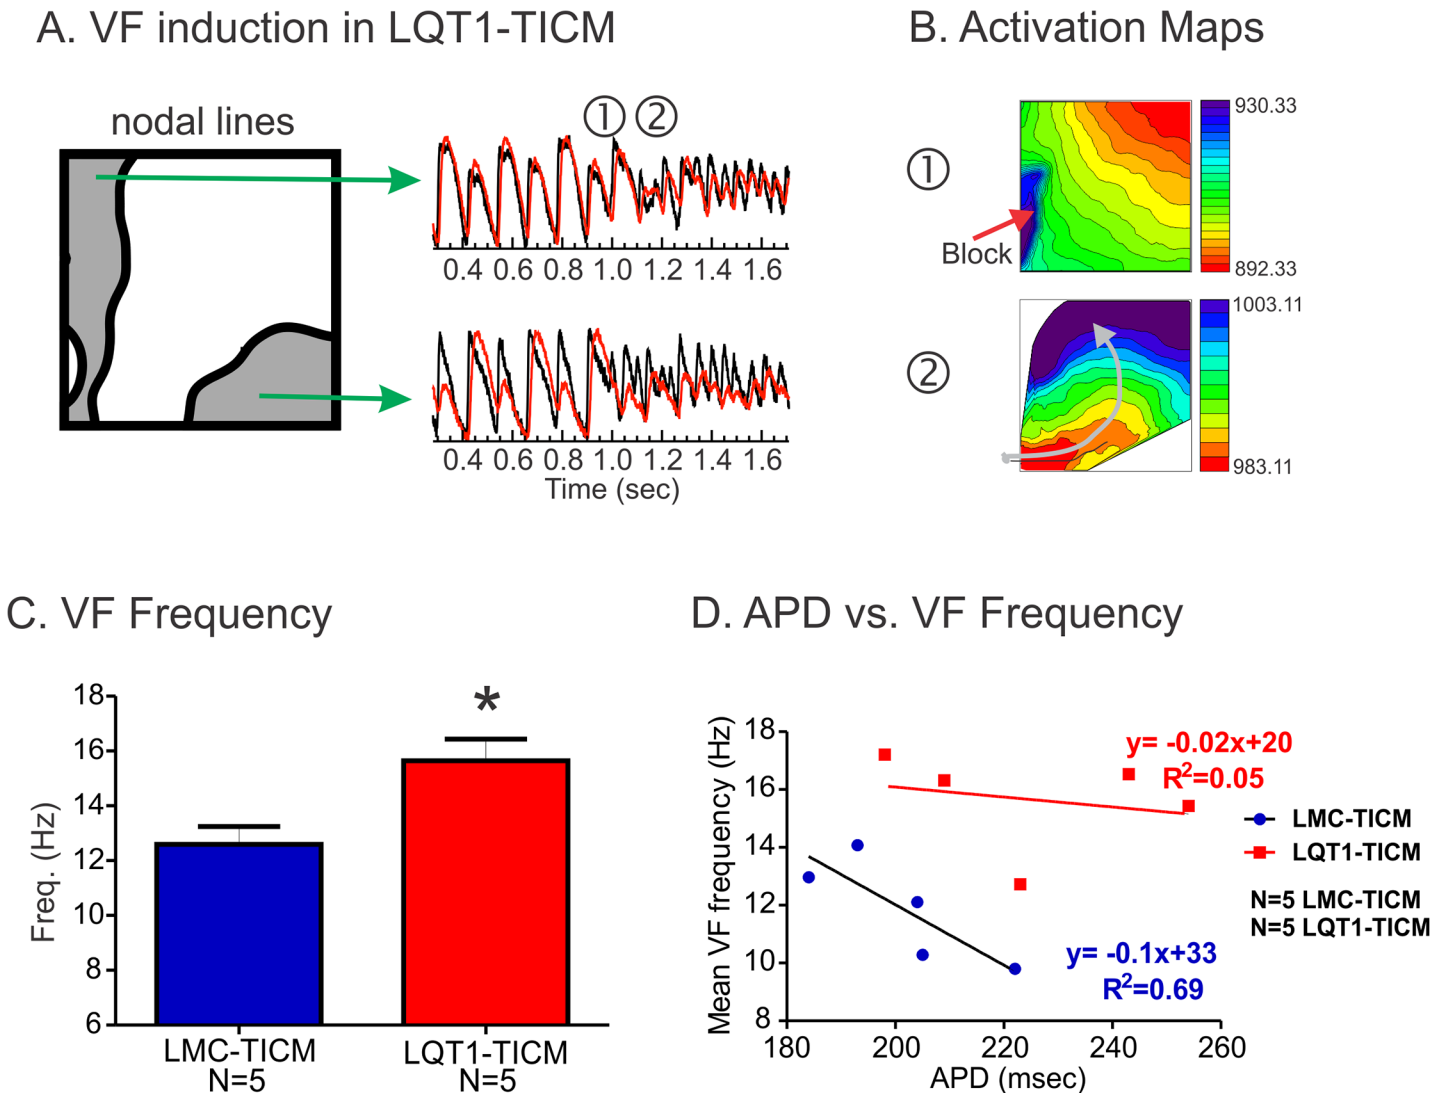 A. VF induction in LQT1-TICM
B. Activation Maps
nodal lines
① ②
0.4 0.6 0.8 1.0 1.2 1.4 1.6
0.4 0.6 0.8 1.0 1.2 1.4 1.6
Time (sec)
①
930.33
Block
892.33
②
1003.11
983.11
C. VF Frequency
Freq. (Hz)
18
16
14
12
10
8
6
*
LMC-TICM
N=5
LQT1-TICM
N=5
D. APD vs. VF Frequency
Mean VF frequency (Hz)
18
16
14
12
10
8
y= -0.02x+20
R²=0.05
y= -0.1x+33
R²=0.69
180 200 220 240 260
APD (msec)
LMC-TICM
LQT1-TICM
N=5 LMC-TICM
N=5 LQT1-TICM